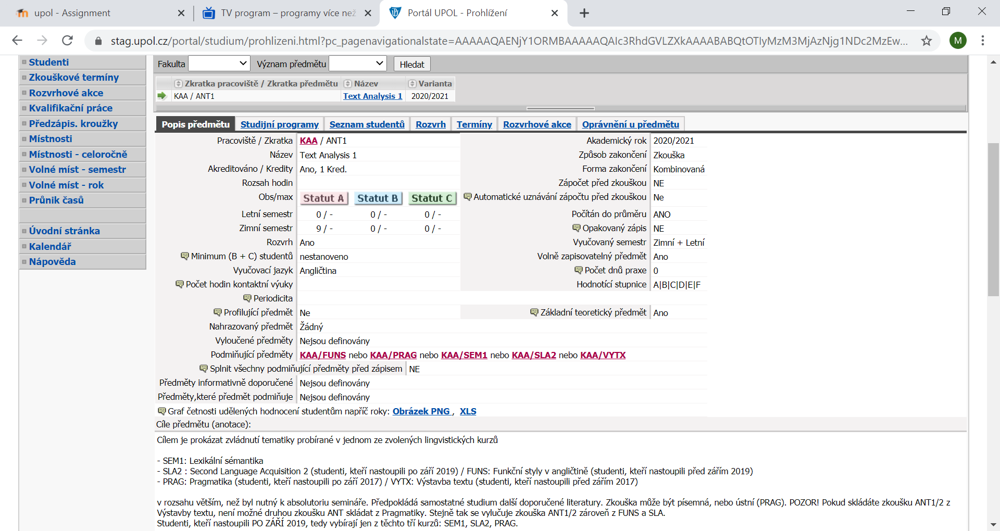 upol - Assignment
TV program – programy více než
Portál UPOL - Prohlížení
stag.upol.cz/portal/studium/prohlizeni.html?pc_pagenavigationalstate=AAAAAQAENjY1ORMBAAAAAQAIc3RhdGVLZXkAAAABABQtOTIyMzM3MjAzNjg1NDc2MzEw...
M
Studenti
Zkouškové termíny
Rozvrhové akce
Kvalifikační práce
Předzápis. kroužky
Místnosti
Místnosti - celoročně
Volné míst - semestr
Volné míst - rok
Průnik časů
Úvodní stránka
Kalendář
Nápověda
Fakulta Význam předmětu Hledat
Zkratka pracoviště / Zkratka předmětu Název Varianta
KAA / ANT1 Text Analysis 1 2020/2021
Popis předmětu Studijní programy Seznam studentů Rozvrh Termíny Rozvrhové akce Oprávnění u předmětu
Pracoviště / Zkratka KAA / ANT1 Akademický rok 2020/2021
Název Text Analysis 1 Způsob zakončení Zkouška
Akreditováno / Kredity Ano, 1 Kred. Forma zakončení Kombinovaná
Rozsah hodin Zápočet před zkouškou NE
Obs/max Statut A Statut B Statut C Automatické uznávání zápočtu před zkouškou Ne
Letní semestr 0 / - 0 / - 0 / - Počítán do průměru ANO
Zimní semestr 9 / - 0 / - 0 / - Opakovaný zápis NE
Rozvrh Ano Vyučovaný semestr Zimní + Letní
Minimum (B + C) studentů nestanoveno Volně zapisovatelný předmět Ano
Vyučovací jazyk Angličtina Počet dnů praxe 0
Počet hodin kontaktní výuky Hodnotící stupnice A|B|C|D|E|F
Periodicita
Profilující předmět Ne Základní teoretický předmět Ano
Nahrazovaný předmět Žádný
Vyloučené předměty Nejsou definovány
Podmiňující předměty KAA/FUNS nebo KAA/PRAG nebo KAA/SEM1 nebo KAA/SLA2 nebo KAA/VYTX
Splnit všechny podmiňující předměty před zápisem NE
Předměty informativně doporučené Nejsou definovány
Předměty,které předmět podmiňuje Nejsou definovány
Graf četnosti udělených hodnocení studentům napříč roky: Obrázek PNG , XLS
Cíle předmětu (anotace):
Cílem je prokázat zvládnutí tematiky probírané v jednom ze zvolených lingvistických kurzů
- SEM1: Lexikální sémantika
- SLA2 : Second Language Acquisition 2 (studenti, kteří nastoupili po září 2019) / FUNS: Funkční styly v angličtině (studenti, kteří nastoupili před zářím 2019)
- PRAG: Pragmatika (studenti, kteří nastoupili po září 2017) / VYTX: Výstavba textu (studenti, kteří nastoupili před zářím 2017)
v rozsahu větším, než byl nutný k absolutoriu semináře. Předpokládá samostatné studium další doporučené literatury. Zkouška může být písemná, nebo ústní (PRAG). POZOR! Pokud skládáte zkoušku ANT1/2 z
Výstavby textu, není možné druhou zkoušku ANT skládat z Pragmatiky. Stejně tak se vylučuje zkouška ANT1/2 zároveň z FUNS a SLA.
Studenti, kteří nastoupili PO ZÁŘÍ 2019, tedy vybírají jen z těchto tří kurzů: SEM1, SLA2, PRAG.